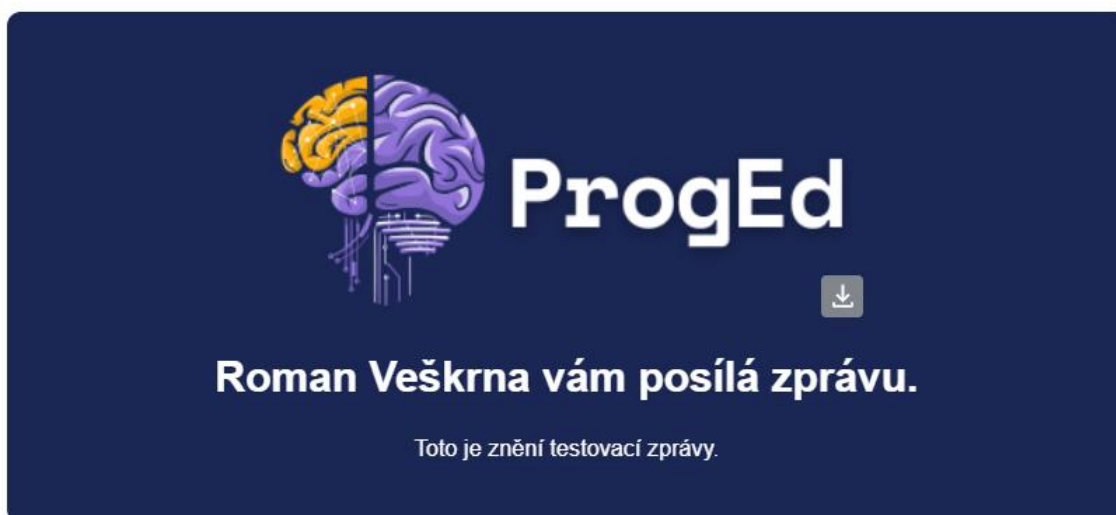 ProgEd
Roman Veškrna vám posílá zprávu.
Toto je znění testovací zprávy.